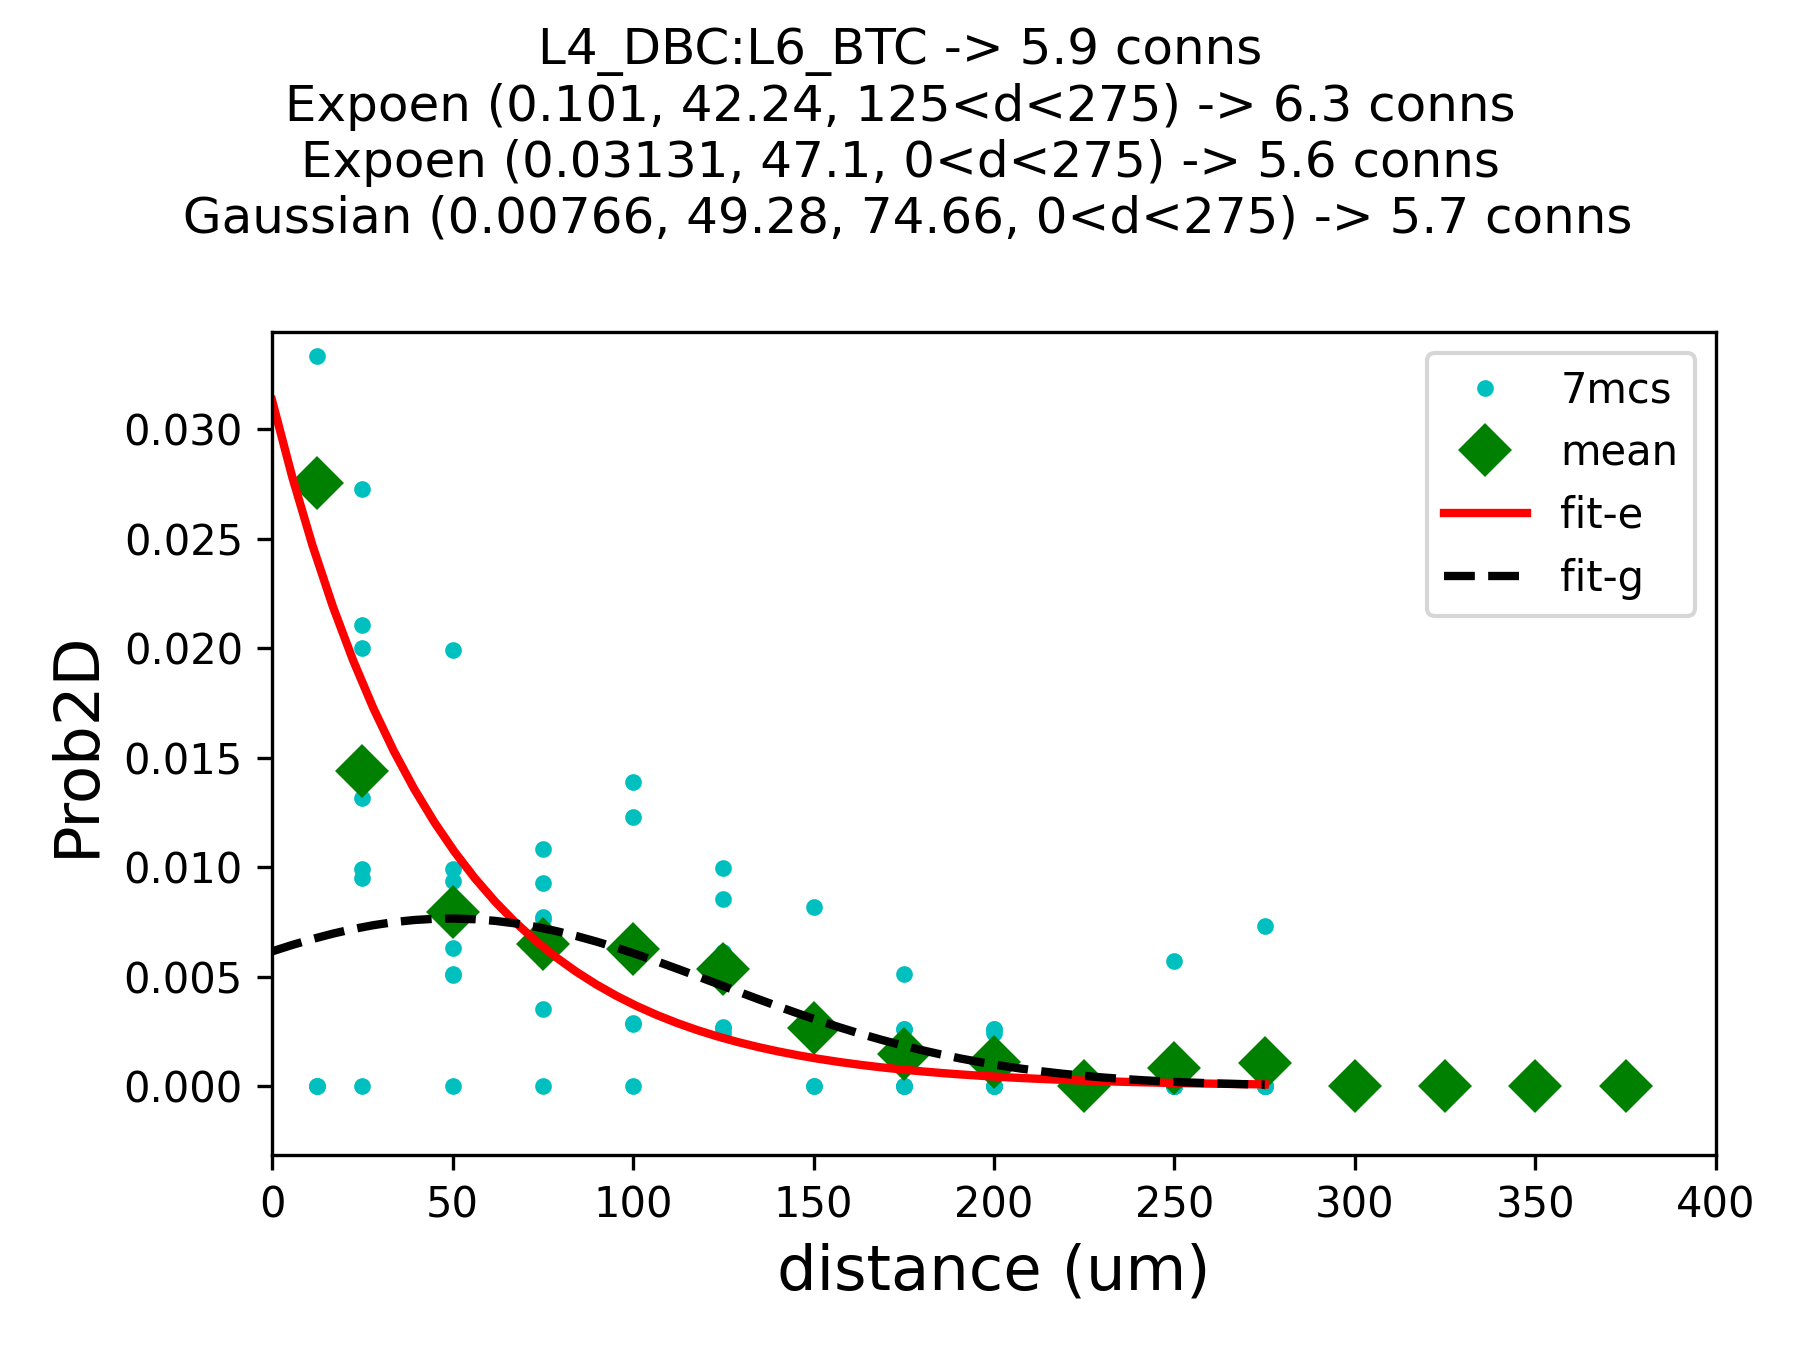 L4_DBC:L6_BTC -> 5.9 conns
Expoen (0.101, 42.24, 125<d<275) -> 6.3 conns
Expoen (0.03131, 47.1, 0<d<275) -> 5.6 conns
Gaussian (0.00766, 49.28, 74.66, 0<d<275) -> 5.7 conns
7mcs
mean
fit-e
fit-g
Prob2D
0.030
0.025
0.020
0.015
0.010
0.005
0.000
0 50 100 150 200 250 300 350 400
distance (um)